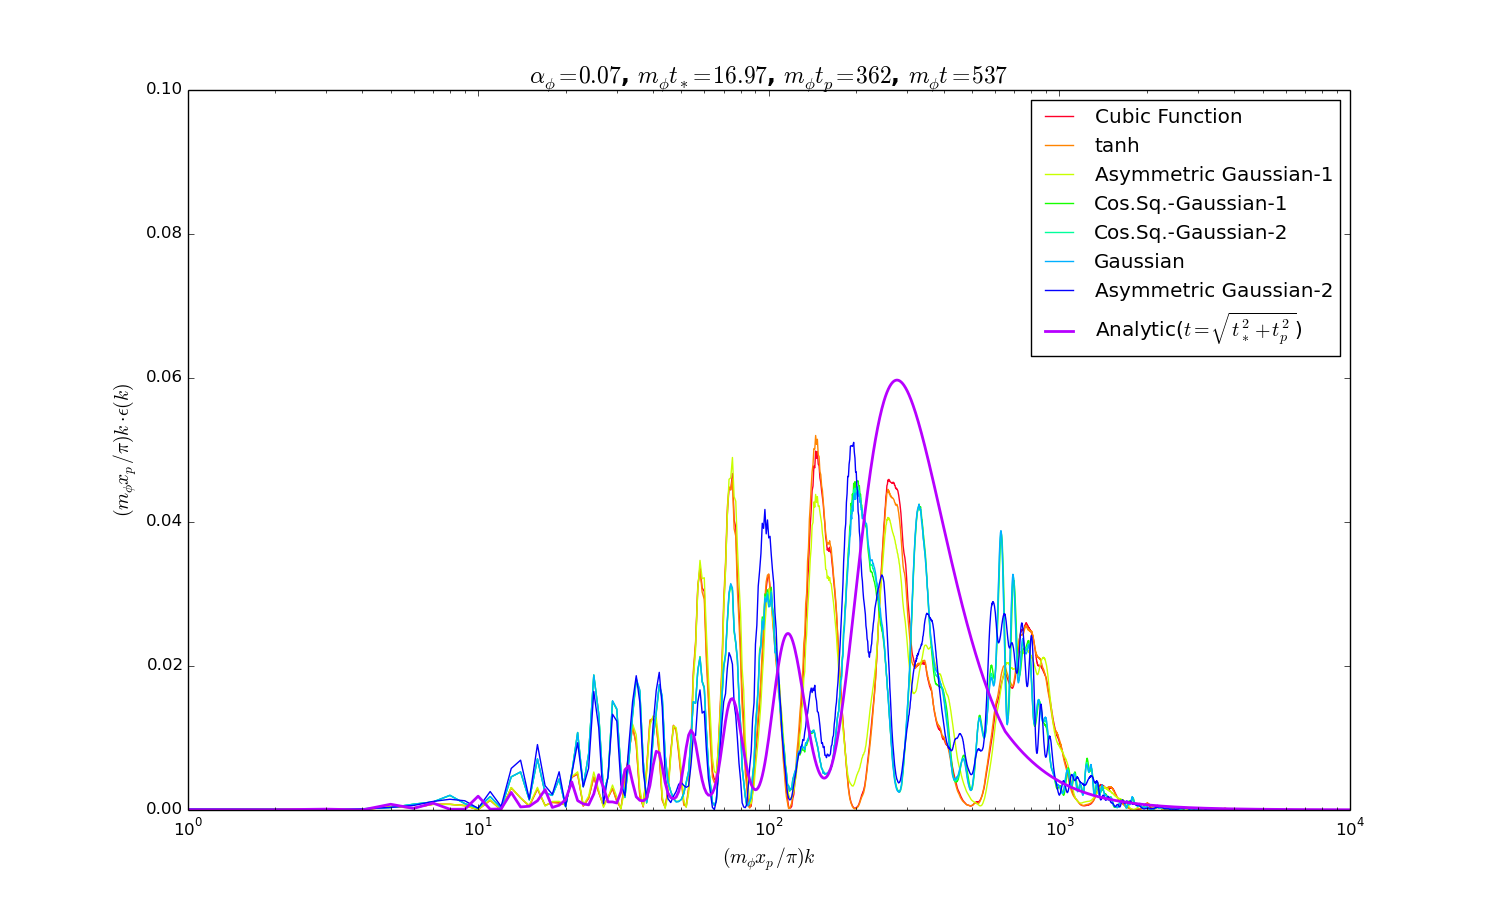 α_ϕ=0.07, m_ϕt_*=16.97, m_ϕt_p=362, m_ϕt=537
0.10
0.08
0.06
0.04
0.02
0.00
(m_ϕx_p/π)k·ϵ(k)
Cubic Function
tanh
Asymmetric Gaussian-1
Cos.Sq.-Gaussian-1
Cos.Sq.-Gaussian-2
Gaussian
Asymmetric Gaussian-2
Analytic(t=√(t_*^2+t_p^2))
10^0 10^1 10^2 10^3 10^4
(m_ϕx_p/π)k